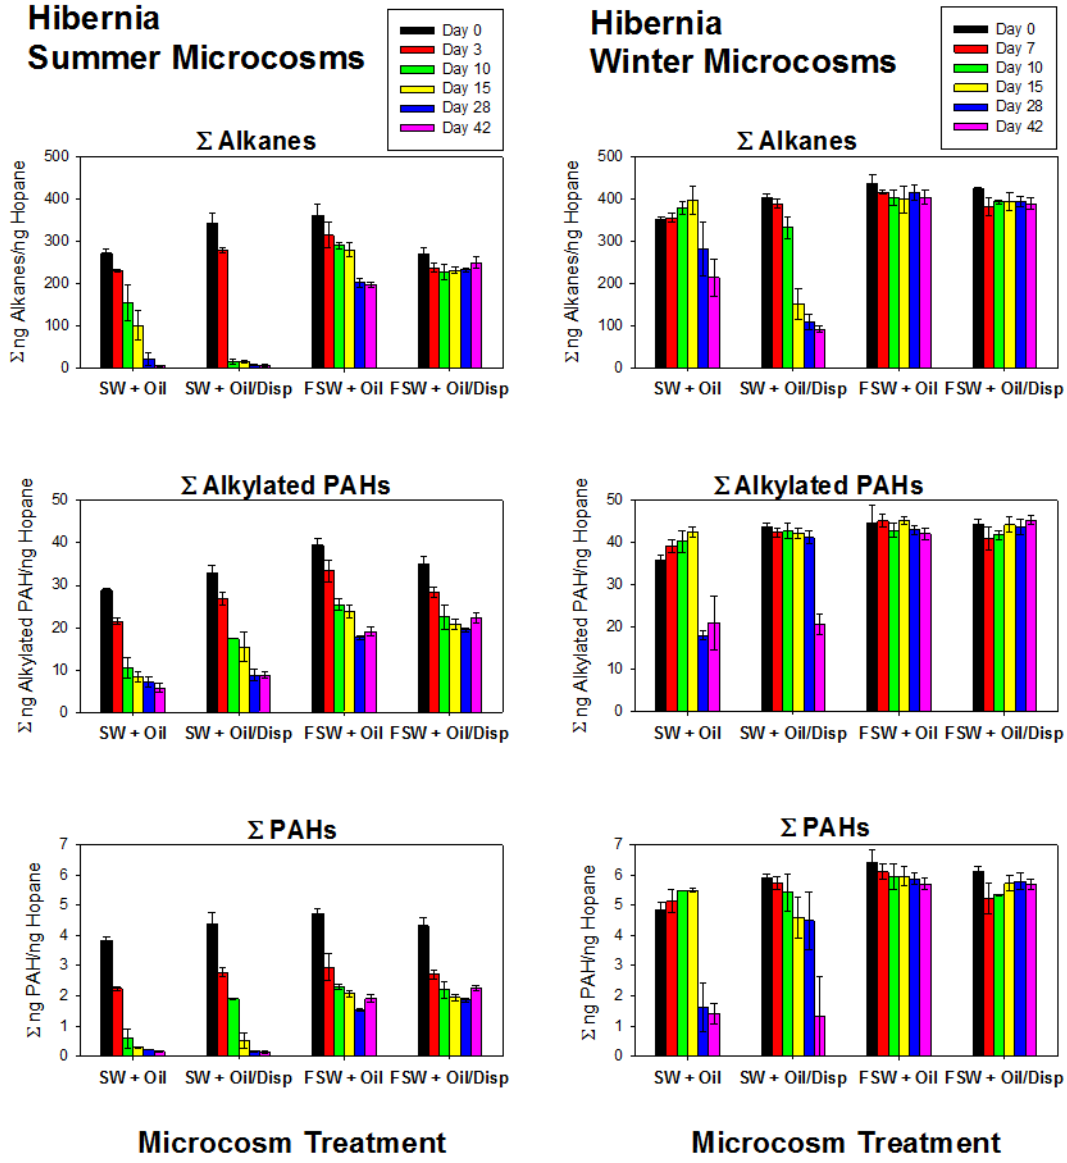 Hibernia
Summer Microcosms
Day 0
Day 3
Day 10
Day 15
Day 28
Day 42
Σ Alkanes
Σ ng Alkanes/ng Hopane
500
400
300
200
100
0
SW + Oil SW + Oil/Disp FSW + Oil FSW + Oil/Disp
Σ Alkylated PAHs
Σ ng Alkylated PAH/ng Hopane
50
40
30
20
10
0
SW + Oil SW + Oil/Disp FSW + Oil FSW + Oil/Disp
Σ PAHs
Σ ng PAH/ng Hopane
7
6
5
4
3
2
1
0
SW + Oil SW + Oil/Disp FSW + Oil FSW + Oil/Disp
Microcosm Treatment
Hibernia
Winter Microcosms
Day 0
Day 7
Day 10
Day 15
Day 28
Day 42
Σ Alkanes
Σ ng Alkanes/ng Hopane
500
400
300
200
100
0
SW + Oil SW + Oil/Disp FSW + Oil FSW + Oil/Disp
Σ Alkylated PAHs
Σ ng Alkylated PAH/ng Hopane
50
40
30
20
10
0
SW + Oil SW + Oil/Disp FSW + Oil FSW + Oil/Disp
Σ PAHs
Σ ng PAH/ng Hopane
7
6
5
4
3
2
1
0
SW + Oil SW + Oil/Disp FSW + Oil FSW + Oil/Disp
Microcosm Treatment